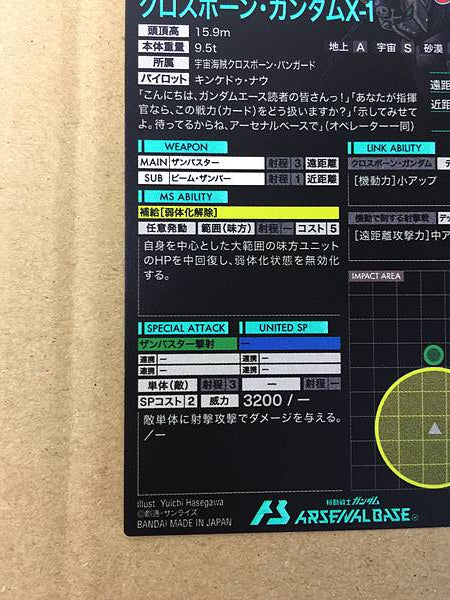 クロスボーン・ガンダムX-1
頭頂高 15.9m
本体重量 9.5t
地上 A 宇宙 S 砂漠
所属 宇宙海賊クロスボーン・バンガード
パイロット キンケドゥ・ナウ
遠距
近距
「こんにちは、ガンダムエース読者の皆さんっ!」「あなたが指揮
官なら、この戦力(カード)をどう扱いますか?」「示してみせて
よ。待ってるからね、アーセナルベースで」(オペレーター一同)
WEAPON
MAIN ザンバスター 射程 3 遠距離
SUB ビーム・ザンバー 射程 1 近距離
MS ABILITY
補給[弱体化解除]
任意発動 範囲(味方) 射程 ー コスト 5
自身を中心とした大範囲の味方ユニット
のHPを中回復し、弱体化状態を無効化
する。
LINK ABILITY
クロスボーン・ガンダム デ
[機動力]小アップ
機動で制する射撃戦 デッ
[遠距離攻撃力]中ア
IMPACT AREA
SPECIAL ATTACK
ザンバスター撃射
連携 ー
連携 ー
単体(敵) 射程 3
UNITED SP
ー
連携 ー
連携 ー
ー 射程 ー
SPコスト 2 威力 3200 / ー
敵単体に射撃攻撃でダメージを与える。
/ー
illust. Yuichi Hasegawa
©創通・サンライズ
BANDAI MADE IN JAPAN
機動戦士ガンダム
ARSENAL BASE